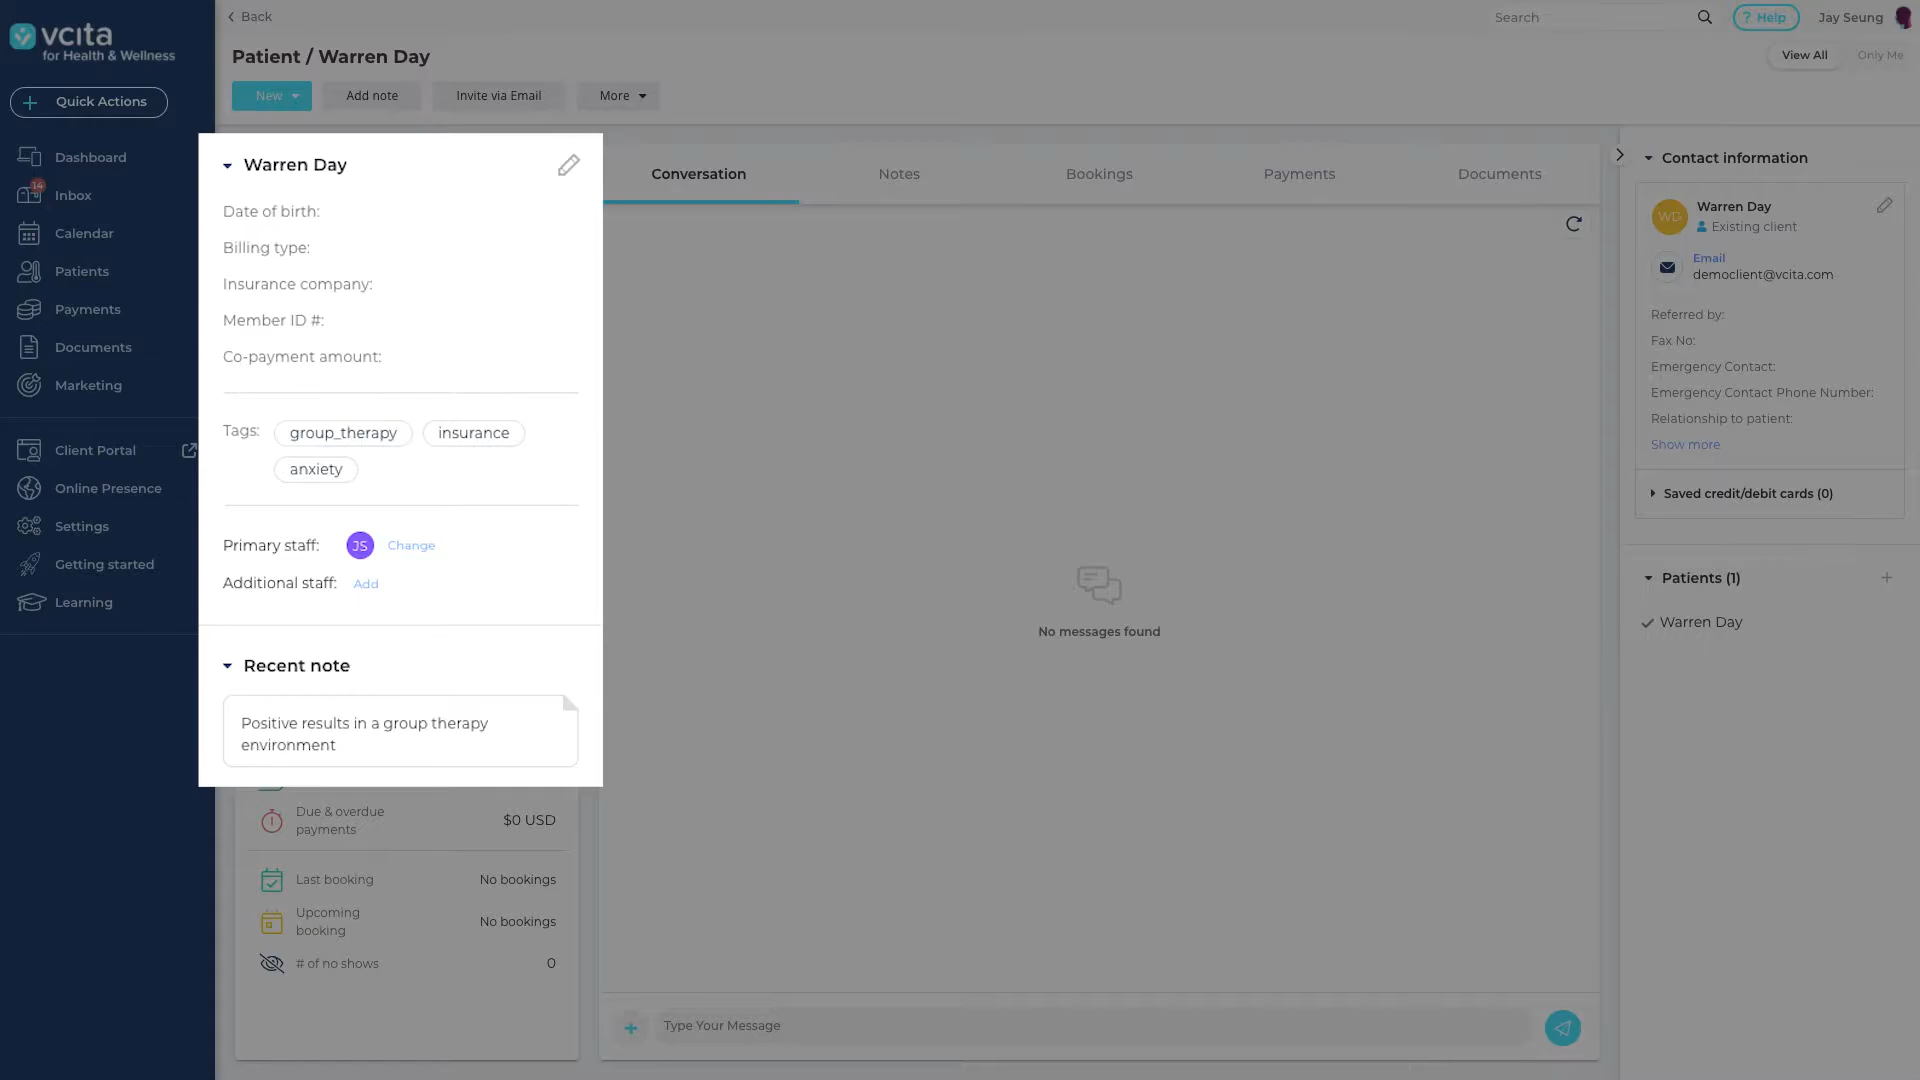 vcita
for Health & Wellness
Quick Actions
Dashboard
14
Inbox
Calendar
Patients
Payments
Documents
Marketing
Client Portal
Online Presence
Settings
Getting started
Learning
Back
Search
? Help
Jay Seung
Patient / Warren Day
View All
Only Me
New
Add note
Invite via Email
More
Warren Day
Date of birth:
Billing type:
Insurance company:
Member ID #:
Co-payment amount:
Tags: group_therapy insurance
anxiety
Primary staff: JS Change
Additional staff: Add
Recent note
Positive results in a group therapy
environment
Due & overdue
payments
$0 USD
Last booking No bookings
Upcoming
booking
No bookings
# of no shows 0
Conversation
Notes
Bookings
Payments
Documents
No messages found
Type Your Message
Contact information
WD
Warren Day
Existing client
Email
democlient@vcita.com
Referred by:
Fax No:
Emergency Contact:
Emergency Contact Phone Number:
Relationship to patient:
Show more
Saved credit/debit cards (0)
Patients (1)
Warren Day